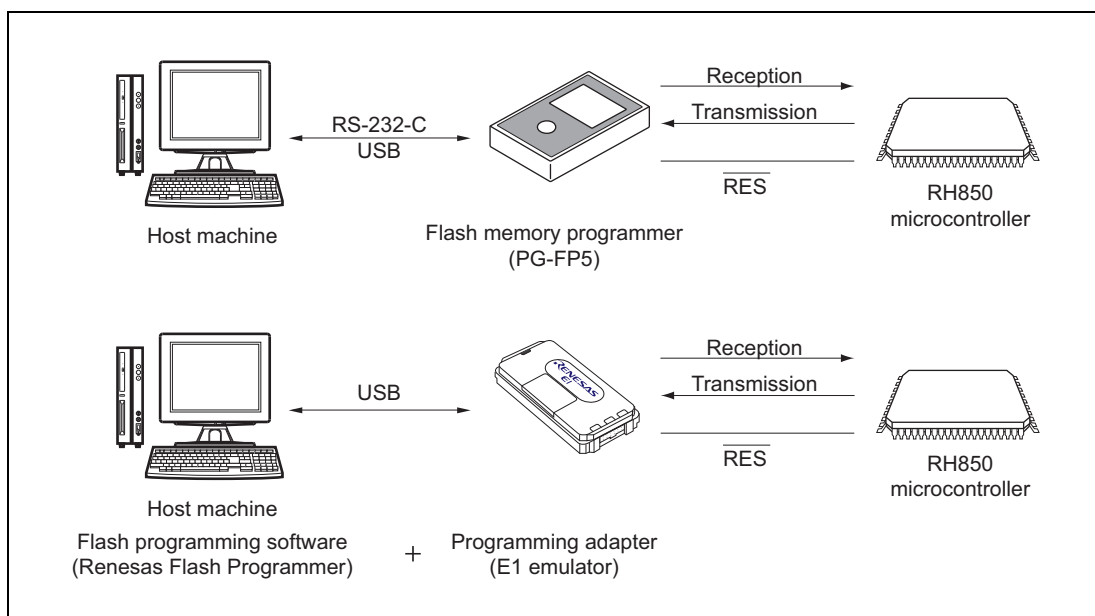 RS-232-C
USB
Reception
Transmission
RES
Host machine
Flash memory programmer
(PG-FP5)
RH850
microcontroller
USB
RENESAS
E1
Reception
Transmission
RES
Host machine
RH850
microcontroller
Flash programming software
(Renesas Flash Programmer)
+
Programming adapter
(E1 emulator)